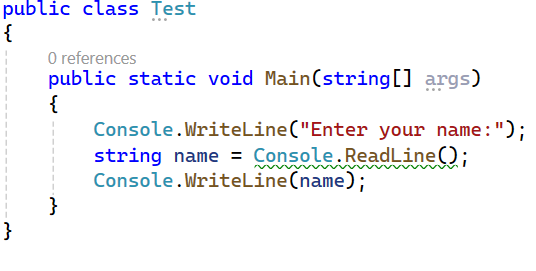 public class Test
{
0 references
public static void Main(string[] args)
{
Console.WriteLine("Enter your name:");
string name = Console.ReadLine();
Console.WriteLine(name);
}
}